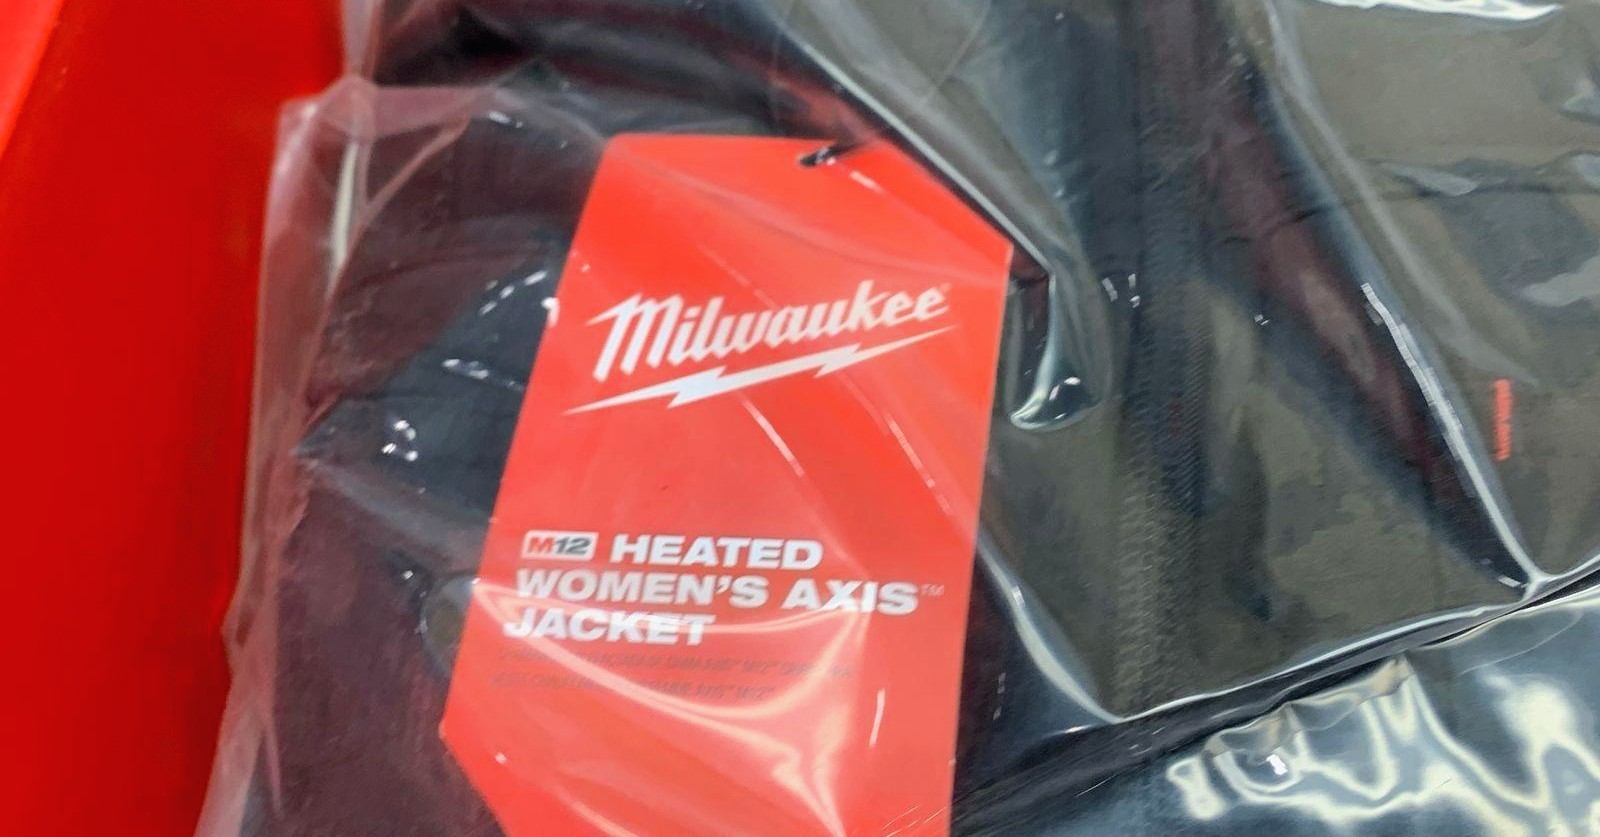 Milwaukee®
M12 HEATED
WOMEN'S AXIS™
JACKET